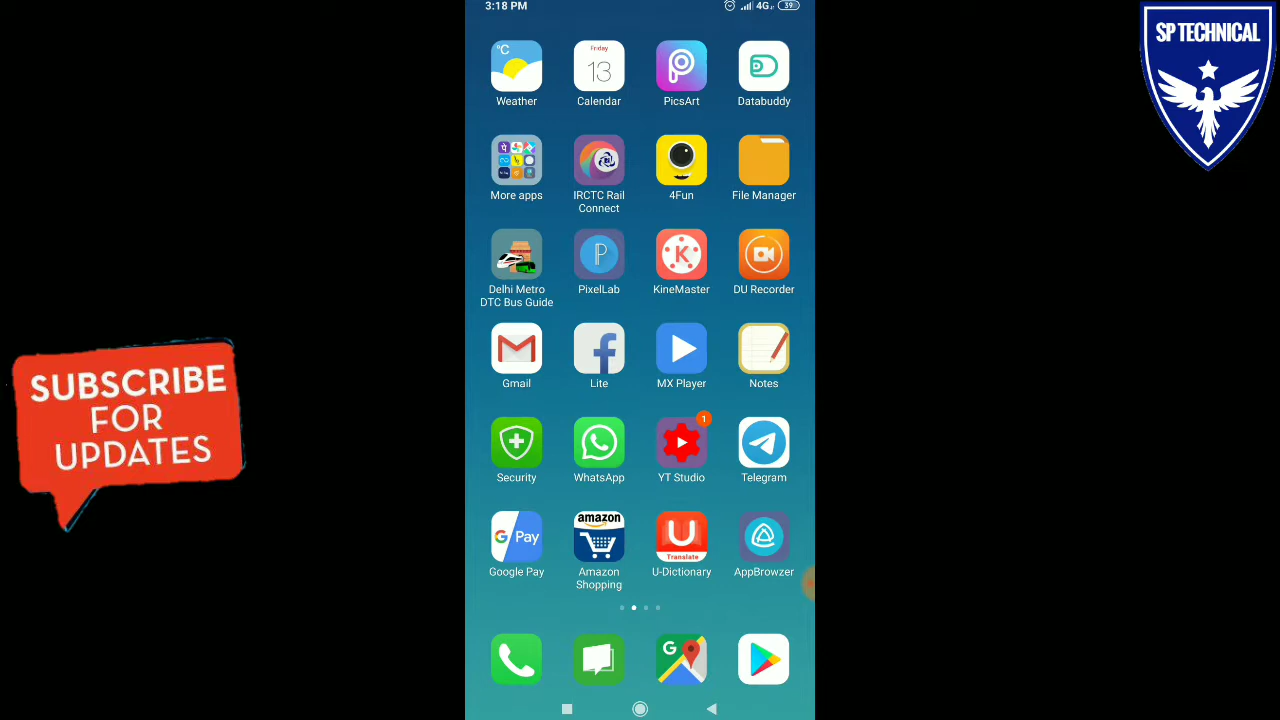 3:18 PM
4G
39
SP TECHNICAL
°C
Friday
13
Weather
Calendar
PicsArt
Databuddy
More apps
IRCTC Rail
Connect
4Fun
File Manager
Delhi Metro
DTC Bus Guide
PixelLab
KineMaster
DU Recorder
Gmail
Lite
MX Player
Notes
SUBSCRIBE
FOR
UPDATES
1
Security
WhatsApp
YT Studio
Telegram
G Pay
amazon
U
Translate
Google Pay
Amazon
Shopping
U-Dictionary
AppBrowzer
G